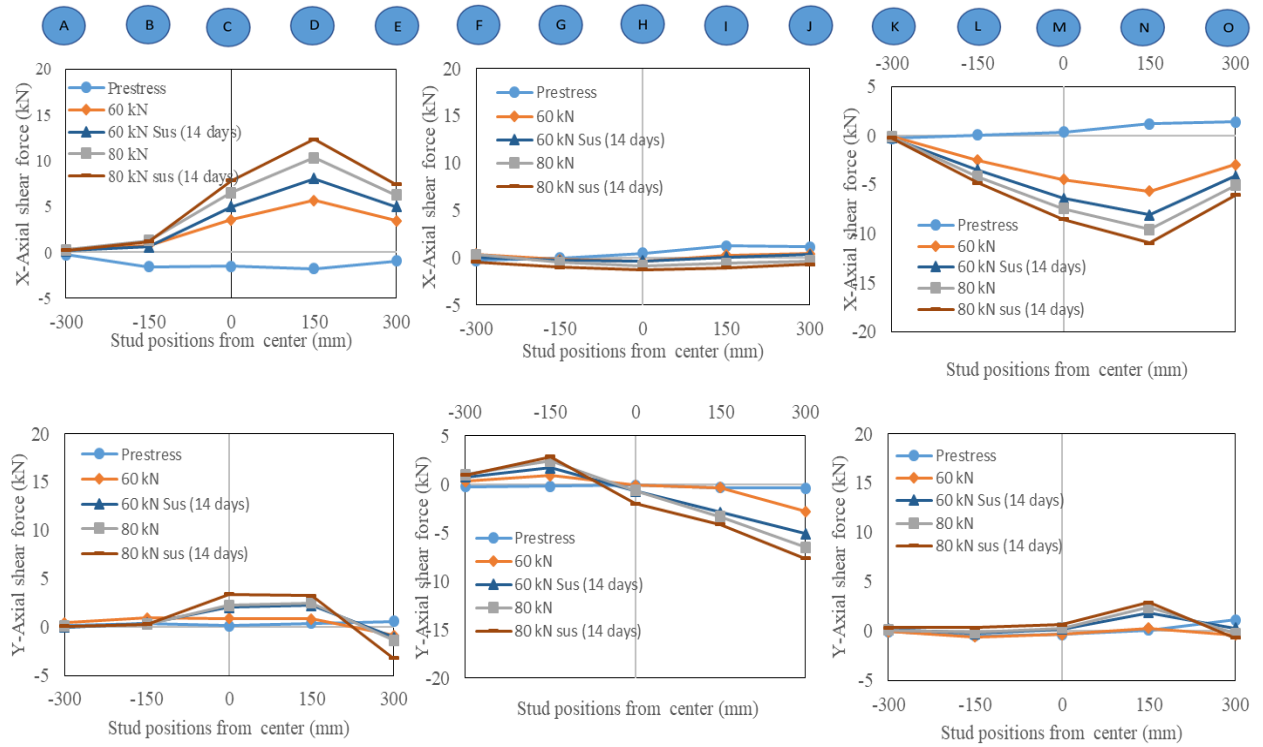 A B C D E F G H I J K L M N O
X-Axial shear force (kN)
20
15
10
5
0
-5
Prestress
60 kN
60 kN Sus (14 days)
80 kN
80 kN sus (14 days)
-300 -150 0 150 300
Stud positions from center (mm)
X-Axial shear force (kN)
20
15
10
5
0
-5
Prestress
60 kN
60 kN Sus (14 days)
80 kN
80 kN sus (14 days)
-300 -150 0 150 300
Stud positions from center (mm)
-300 -150 0 150 300
X-Axial shear force (kN)
5
0
-5
-10
-15
-20
Prestress
60 kN
60 kN Sus (14 days)
80 kN
80 kN sus (14 days)
Stud positions from center (mm)
Y-Axial shear force (kN)
20
15
10
5
0
-5
Prestress
60 kN
60 kN Sus (14 days)
80 kN
80 kN sus (14 days)
-300 -150 0 150 300
Stud positions from center (mm)
-300 -150 0 150 300
Y-Axial shear force (kN)
5
0
-5
-10
-15
-20
Prestress
60 kN
60 kN Sus (14 days)
80 kN
80 kN sus (14 days)
Stud positions from center (mm)
Y-Axial shear force (kN)
20
15
10
5
0
-5
Prestress
60 kN
60 kN Sus (14 days)
80 kN
80 kN sus (14 days)
-300 -150 0 150 300
Stud positions from center (mm)